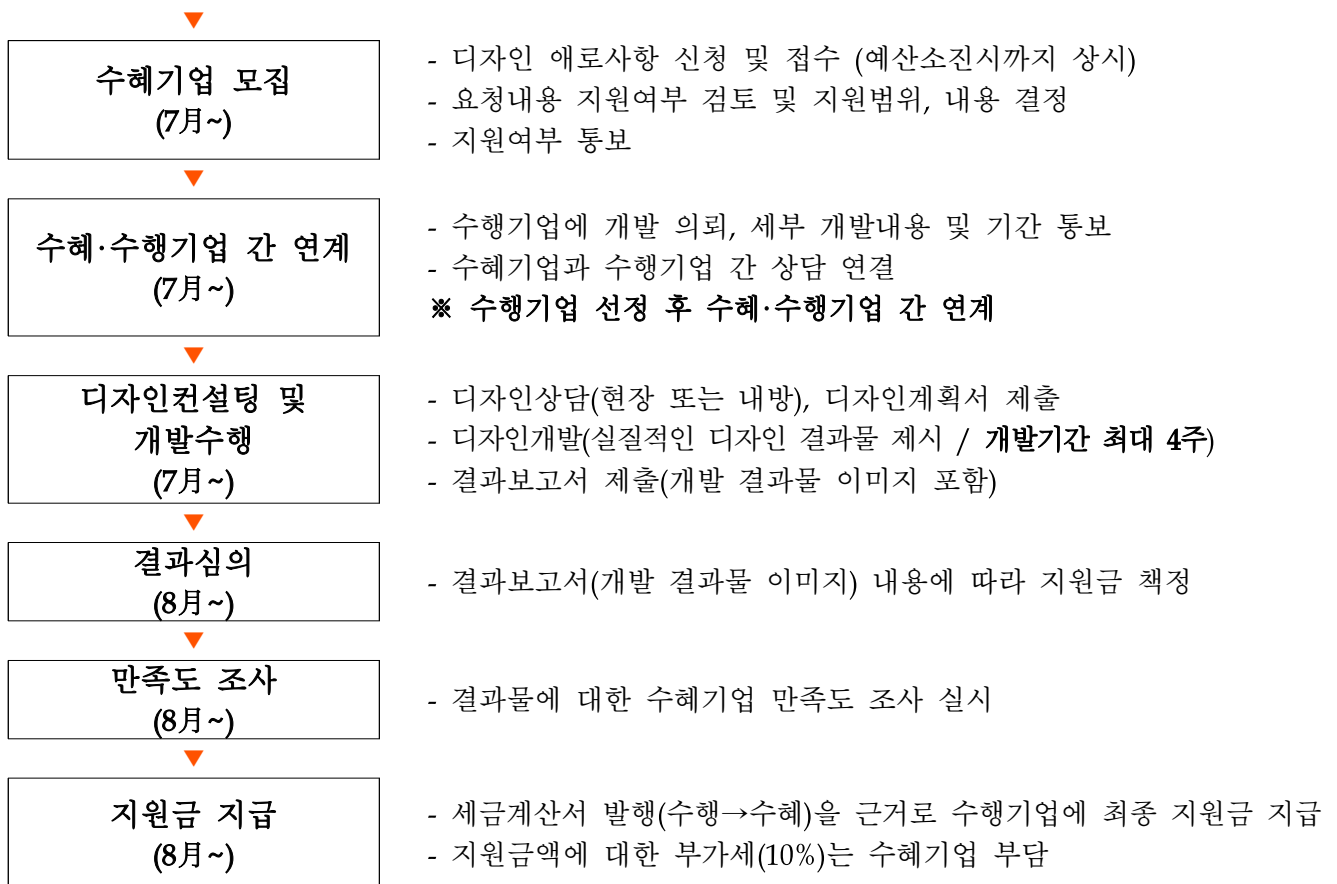 수혜기업 모집
(7月~)
- 디자인 애로사항 신청 및 접수 (예산소진시까지 상시)
- 요청내용 지원여부 검토 및 지원범위, 내용 결정
- 지원여부 통보
수혜·수행기업 간 연계
(7月~)
- 수행기업에 개발 의뢰, 세부 개발내용 및 기간 통보
- 수혜기업과 수행기업 간 상담 연결
※ 수행기업 선정 후 수혜·수행기업 간 연계
디자인컨설팅 및
개발수행
(7月~)
- 디자인상담(현장 또는 내방), 디자인계획서 제출
- 디자인개발(실질적인 디자인 결과물 제시 / 개발기간 최대 4주)
- 결과보고서 제출(개발 결과물 이미지 포함)
결과심의
(8月~)
- 결과보고서(개발 결과물 이미지) 내용에 따라 지원금 책정
만족도 조사
(8月~)
- 결과물에 대한 수혜기업 만족도 조사 실시
지원금 지급
(8月~)
- 세금계산서 발행(수행→수혜)을 근거로 수행기업에 최종 지원금 지급
- 지원금액에 대한 부가세(10%)는 수혜기업 부담